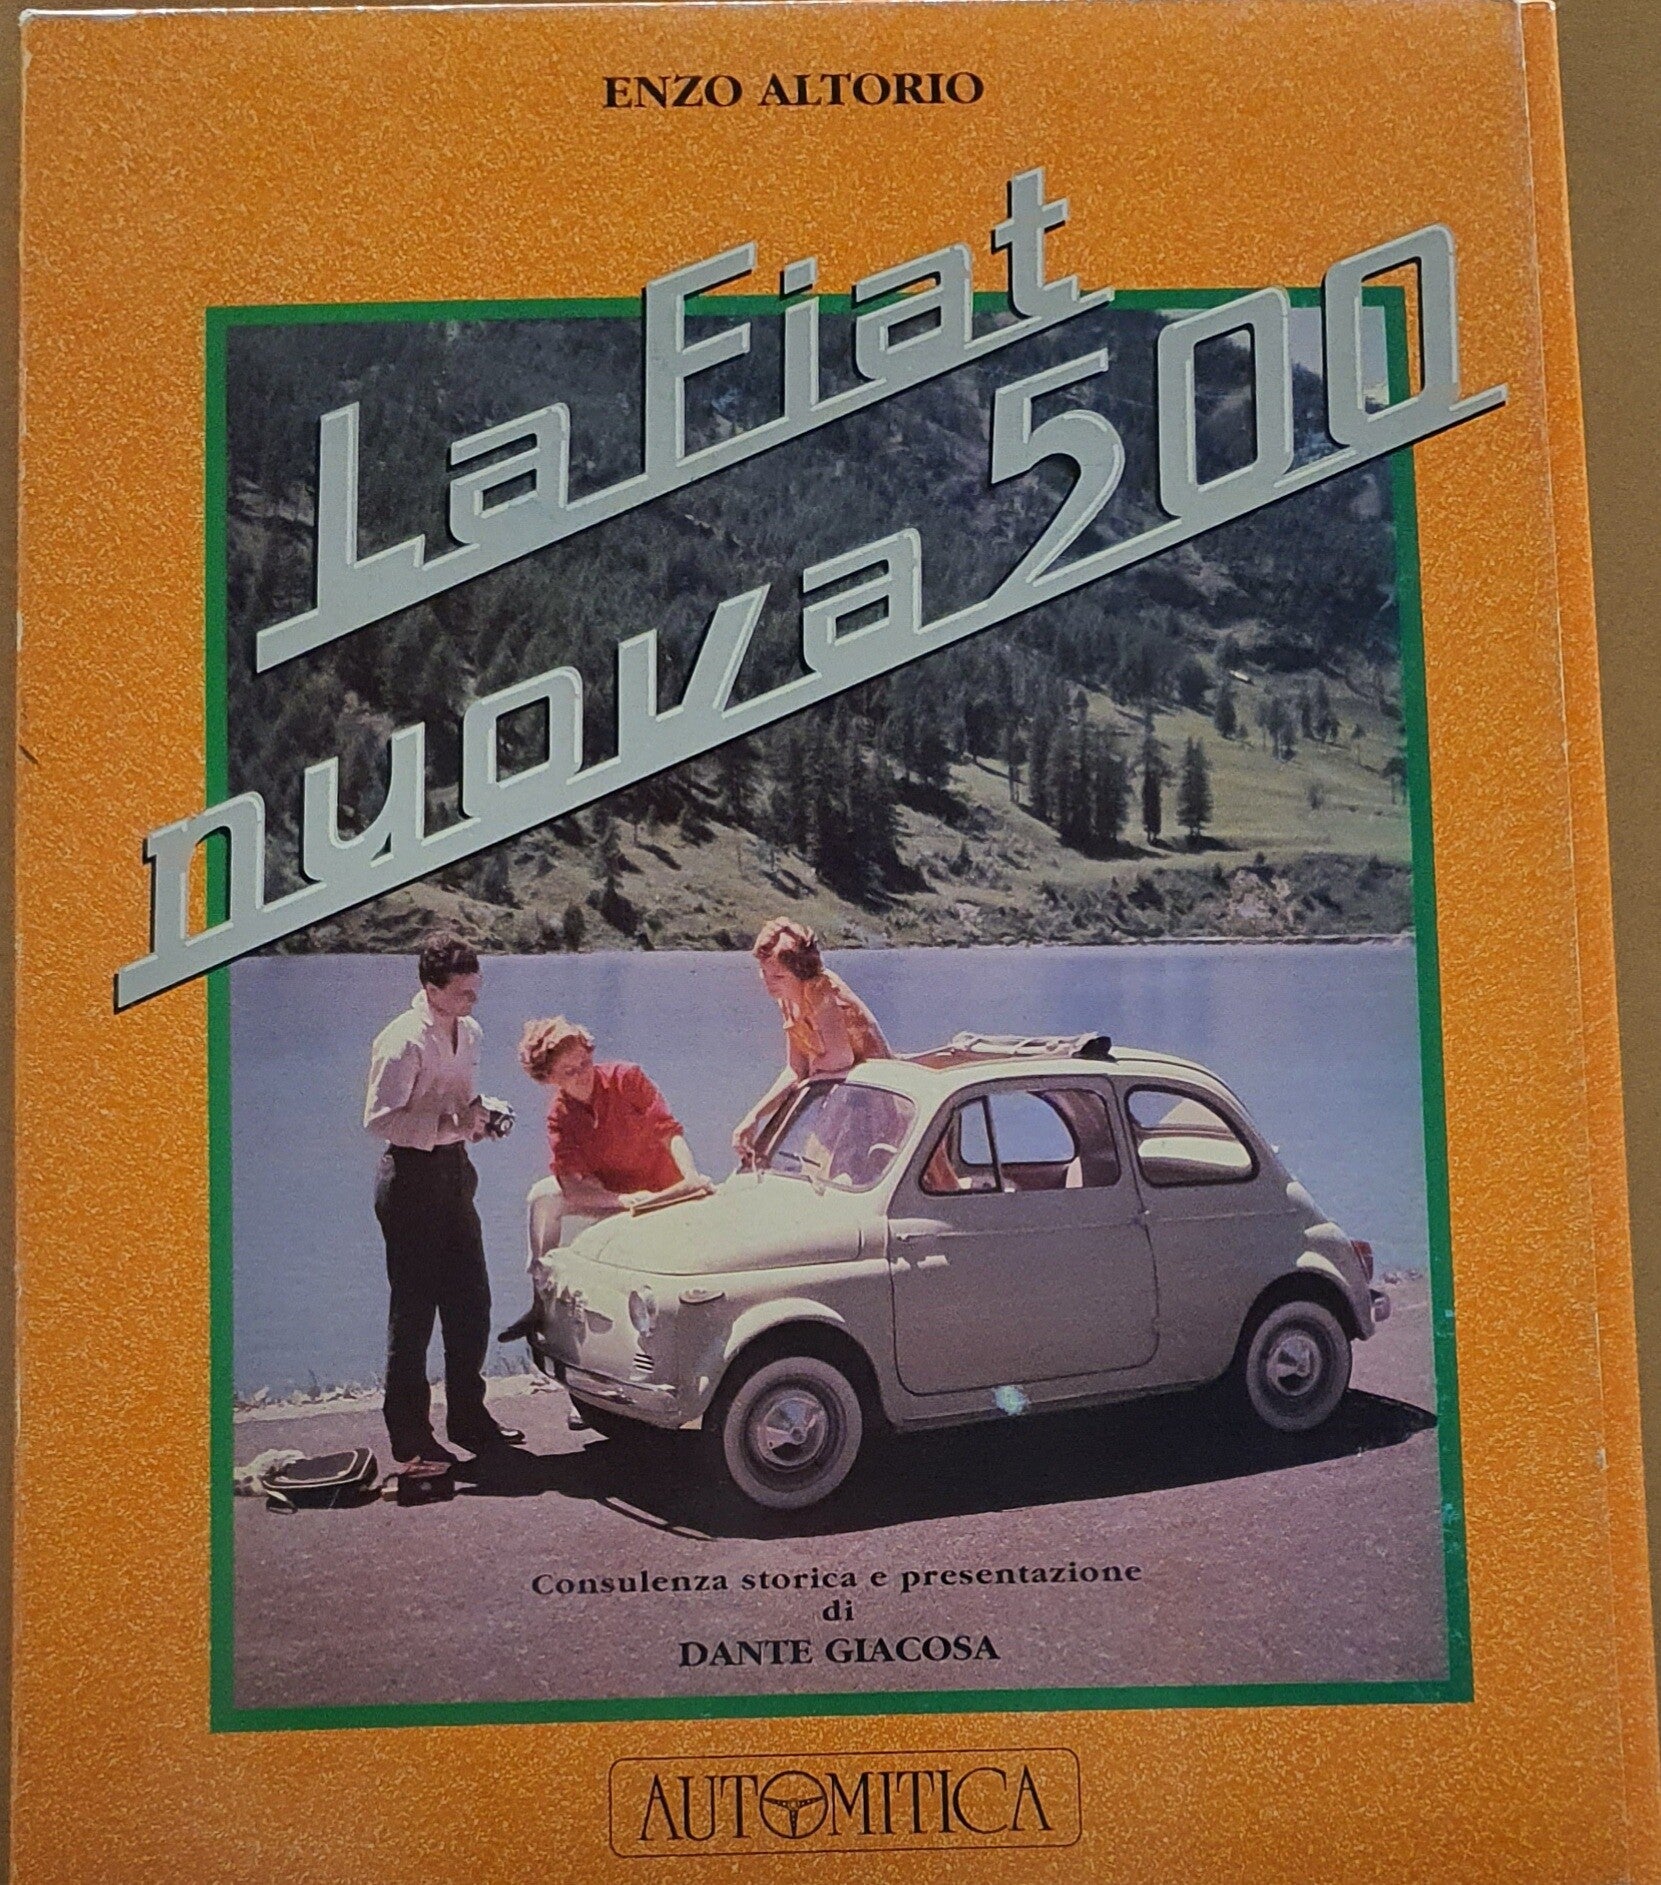 ENZO ALTORIO
La Fiat
nuova 500
Consulenza storica e presentazione
di
DANTE GIACOSA
AUTOMITICA